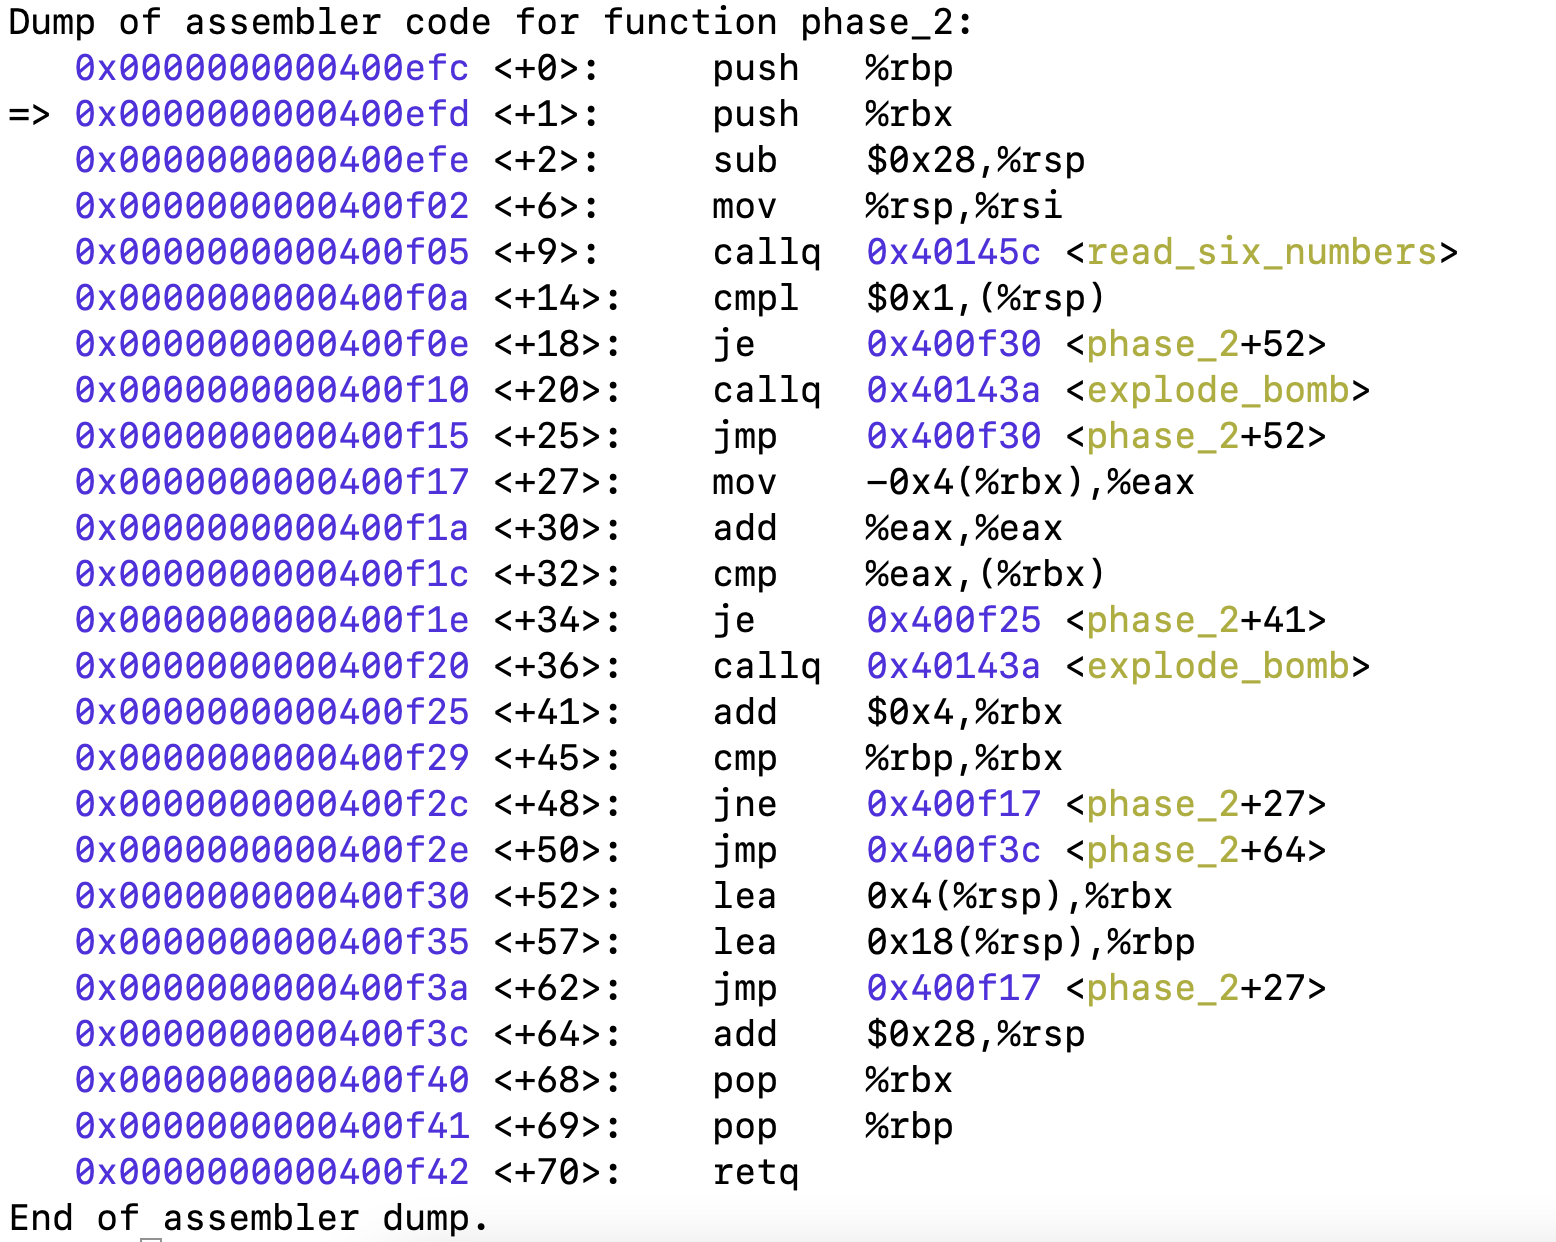 Dump of assembler code for function phase_2:
   0x0000000000400efc <+0>:     push   %rbp
=> 0x0000000000400efd <+1>:     push   %rbx
   0x0000000000400efe <+2>:     sub    $0x28,%rsp
   0x0000000000400f02 <+6>:     mov    %rsp,%rsi
   0x0000000000400f05 <+9>:     callq  0x40145c <read_six_numbers>
   0x0000000000400f0a <+14>:    cmpl   $0x1,(%rsp)
   0x0000000000400f0e <+18>:    je     0x400f30 <phase_2+52>
   0x0000000000400f10 <+20>:    callq  0x40143a <explode_bomb>
   0x0000000000400f15 <+25>:    jmp    0x400f30 <phase_2+52>
   0x0000000000400f17 <+27>:    mov    -0x4(%rbx),%eax
   0x0000000000400f1a <+30>:    add    %eax,%eax
   0x0000000000400f1c <+32>:    cmp    %eax,(%rbx)
   0x0000000000400f1e <+34>:    je     0x400f25 <phase_2+41>
   0x0000000000400f20 <+36>:    callq  0x40143a <explode_bomb>
   0x0000000000400f25 <+41>:    add    $0x4,%rbx
   0x0000000000400f29 <+45>:    cmp    %rbp,%rbx
   0x0000000000400f2c <+48>:    jne    0x400f17 <phase_2+27>
   0x0000000000400f2e <+50>:    jmp    0x400f3c <phase_2+64>
   0x0000000000400f30 <+52>:    lea    0x4(%rsp),%rbx
   0x0000000000400f35 <+57>:    lea    0x18(%rsp),%rbp
   0x0000000000400f3a <+62>:    jmp    0x400f17 <phase_2+27>
   0x0000000000400f3c <+64>:    add    $0x28,%rsp
   0x0000000000400f40 <+68>:    pop    %rbx
   0x0000000000400f41 <+69>:    pop    %rbp
   0x0000000000400f42 <+70>:    retq
End of assembler dump.